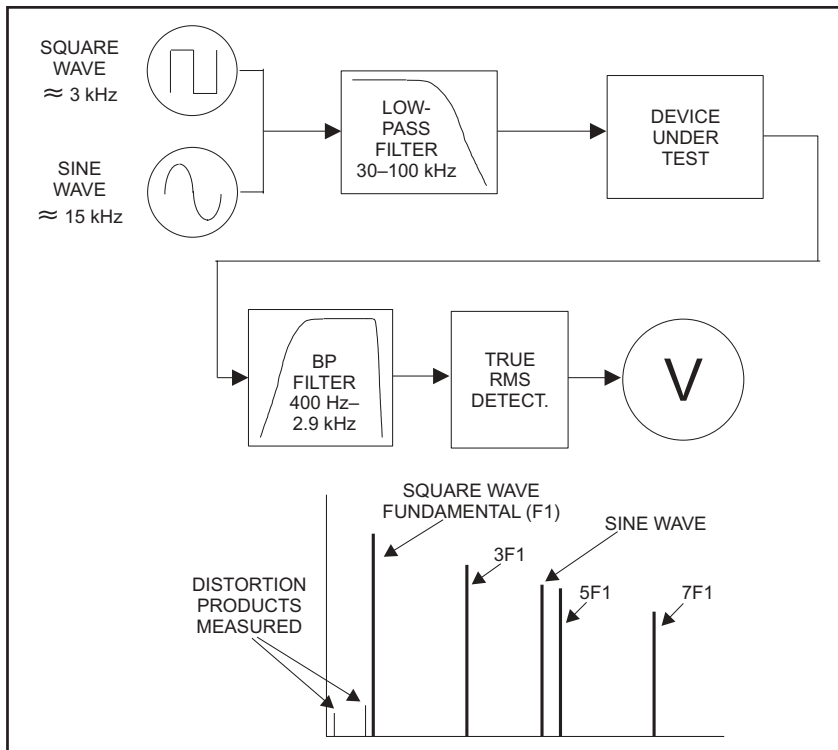 SQUARE
WAVE
≈ 3 kHz
SINE
WAVE
≈ 15 kHz
LOW-
PASS
FILTER
30–100 kHz
DEVICE
UNDER
TEST
BP
FILTER
400 Hz–
2.9 kHz
TRUE
RMS
DETECT.
V
SQUARE WAVE
FUNDAMENTAL (F1)
SINE WAVE
3F1
5F1
7F1
DISTORTION
PRODUCTS
MEASURED